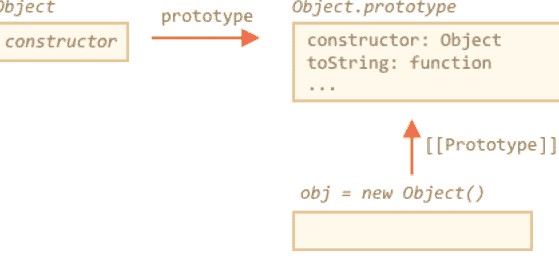 Object
prototype
Object.prototype
constructor
constructor: Object
toString: function
...
[[Prototype]]
obj = new Object()